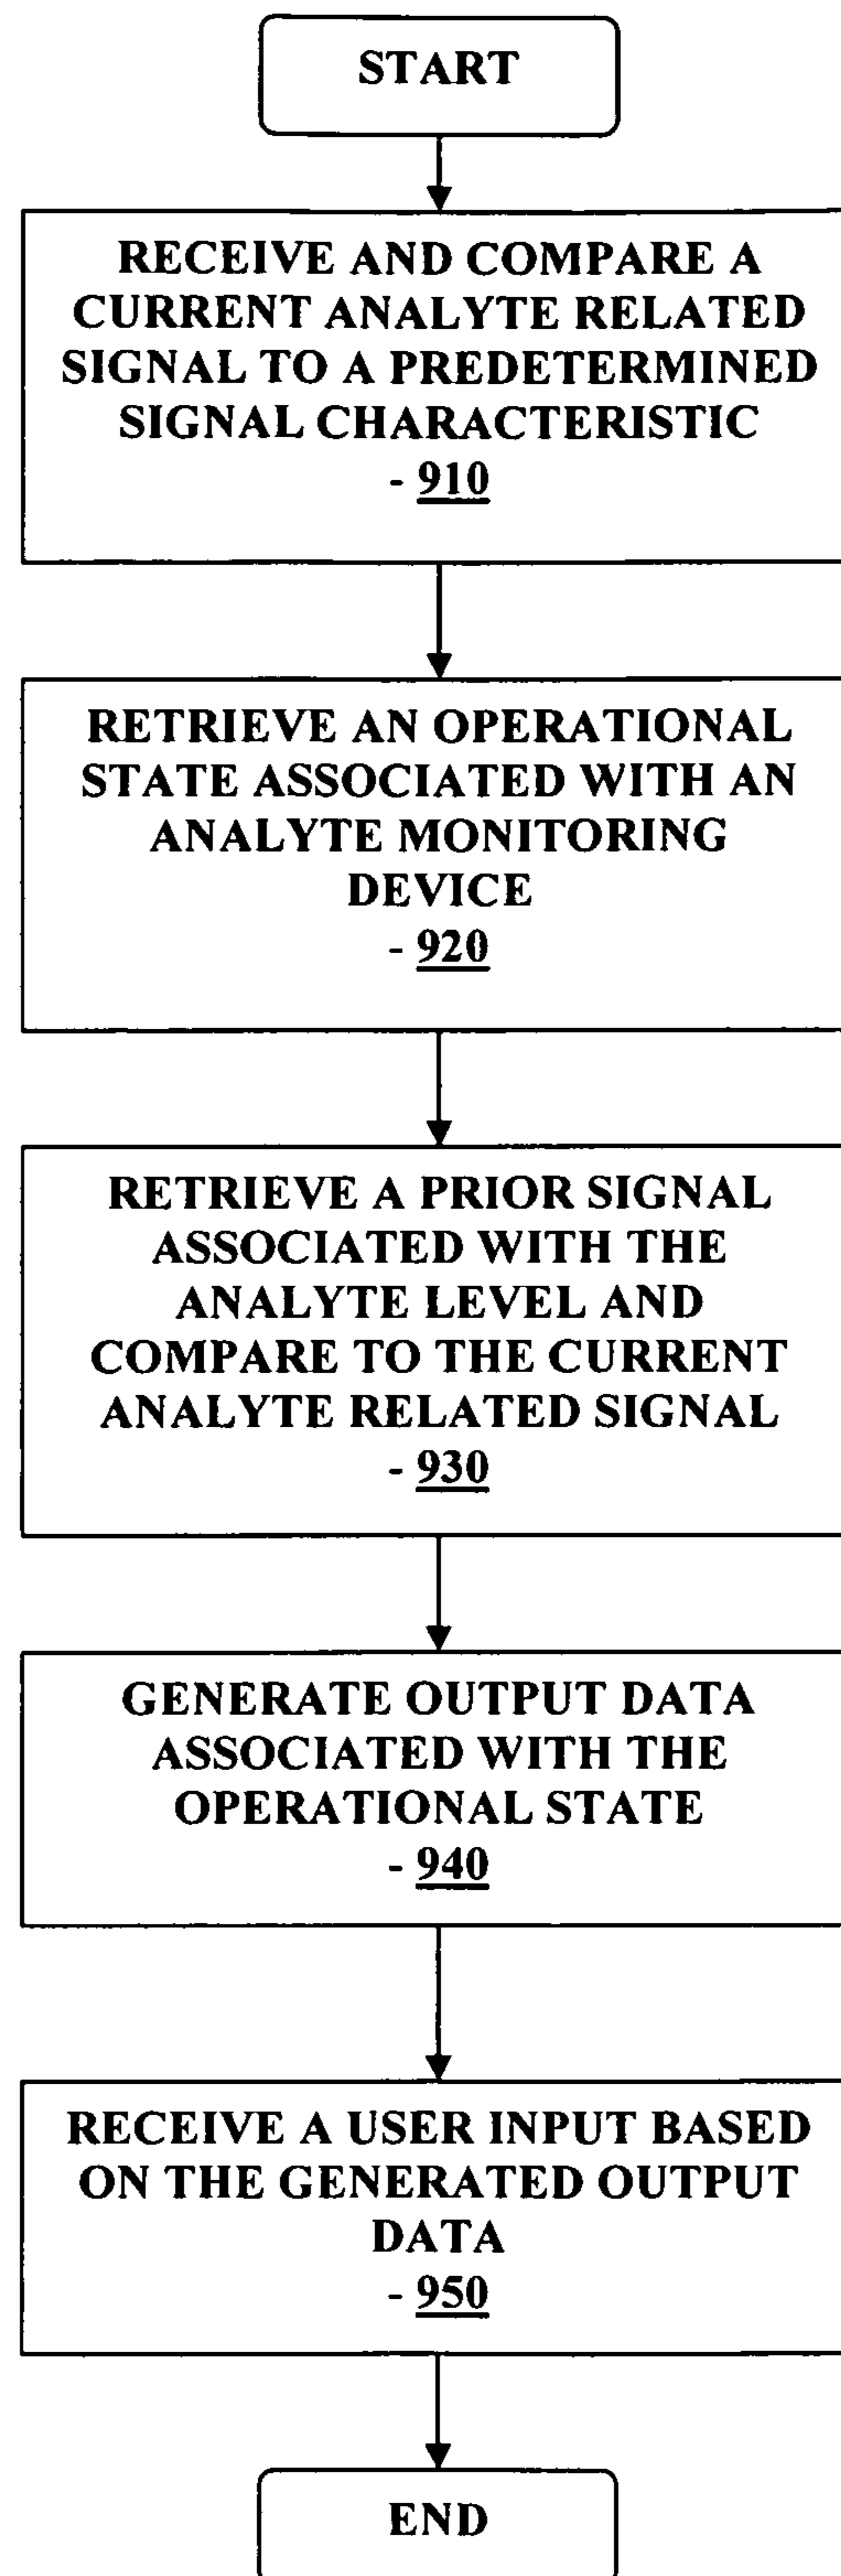 START
RECEIVE AND COMPARE A
CURRENT ANALYTE RELATED
SIGNAL TO A PREDETERMINED
SIGNAL CHARACTERISTIC
- 910
RETRIEVE AN OPERATIONAL
STATE ASSOCIATED WITH AN
ANALYTE MONITORING
DEVICE
- 920
RETRIEVE A PRIOR SIGNAL
ASSOCIATED WITH THE
ANALYTE LEVEL AND
COMPARE TO THE CURRENT
ANALYTE RELATED SIGNAL
- 930
GENERATE OUTPUT DATA
ASSOCIATED WITH THE
OPERATIONAL STATE
- 940
RECEIVE A USER INPUT BASED
ON THE GENERATED OUTPUT
DATA
- 950
END